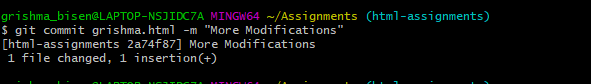 grishma_bisen@LAPTOP-NSJIDC7A MINGW64 ~/Assignments (html-assignments)
$ git commit grishma.html -m "More Modifications"
[html-assignments 2a74f87] More Modifications
 1 file changed, 1 insertion(+)